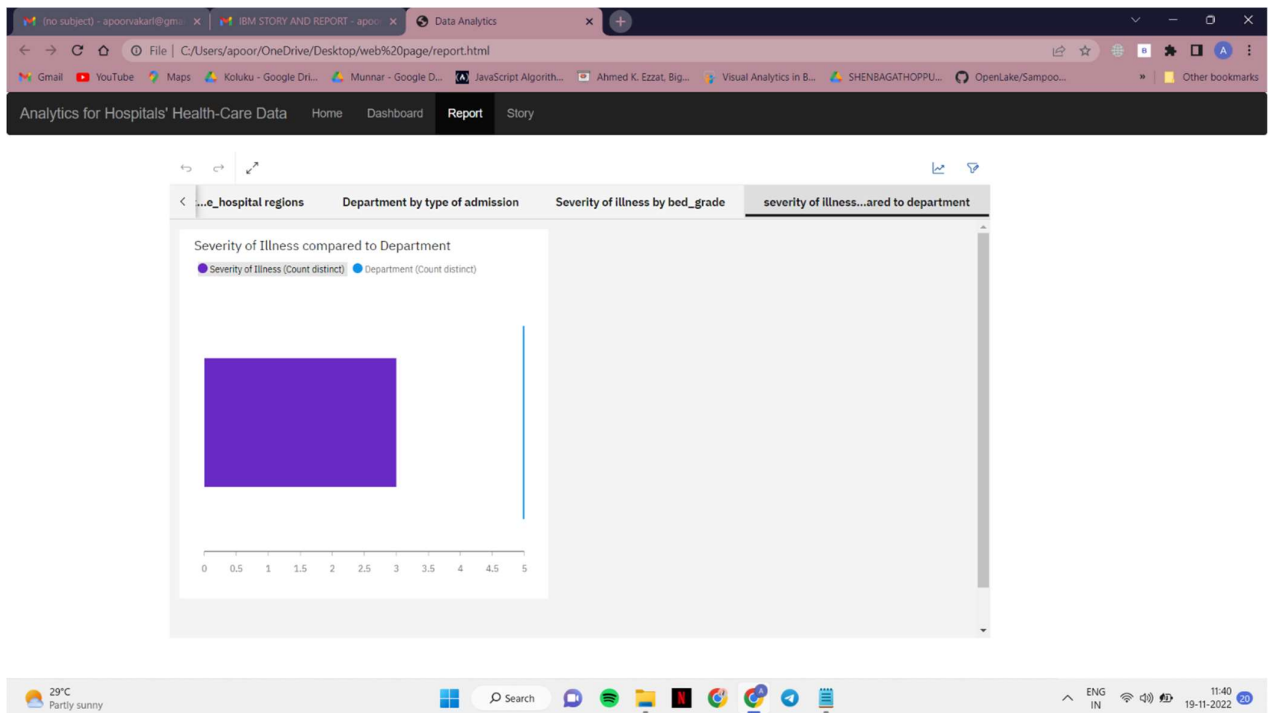 (no subject) - apoorvakarl@gma
IBM STORY AND REPORT - apoo
Data Analytics
File | C:/Users/apoor/OneDrive/Desktop/web%20page/report.html
A
Gmail
YouTube
Maps
Koluku - Google Dri...
Munnar - Google D...
JavaScript Algorith...
Ahmed K. Ezzat, Big...
Visual Analytics in B...
SHENBAGATHOPPU...
OpenLake/Sampoo...
»
Other bookmarks
Analytics for Hospitals' Health-Care Data
Home
Dashboard
Report
Story
...e_hospital regions
Department by type of admission
Severity of illness by bed_grade
severity of illness...ared to department
Severity of Illness compared to Department
Severity of Illness (Count distinct)
Department (Count distinct)
0 0.5 1 1.5 2 2.5 3 3.5 4 4.5 5
29°C
Partly sunny
Search
ENG
IN
11:40
19-11-2022
20